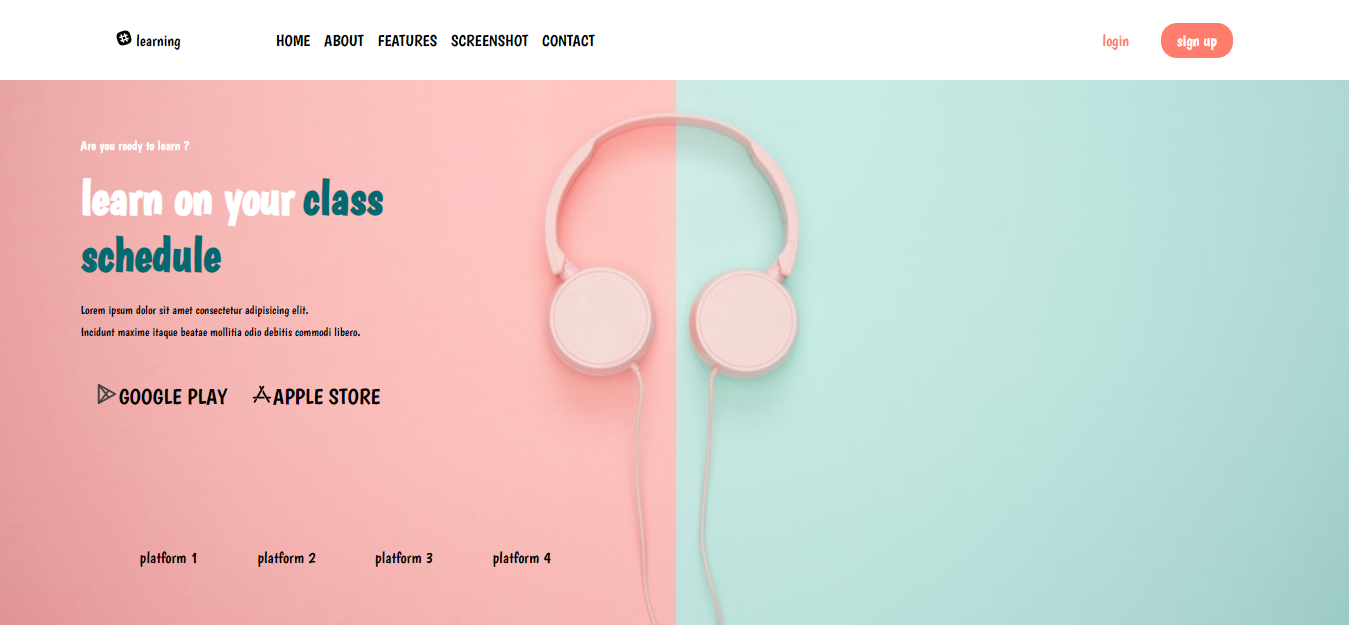 learning HOME ABOUT FEATURES SCREENSHOT CONTACT login sign up
Are you ready to learn ?
learn on your class
schedule
Lorem ipsum dolor sit amet consectetur adipisicing elit.
Incidunt maxime itaque beatae mollitia odio debitis commodi libero.
GOOGLE PLAY APPLE STORE
platform 1 platform 2 platform 3 platform 4